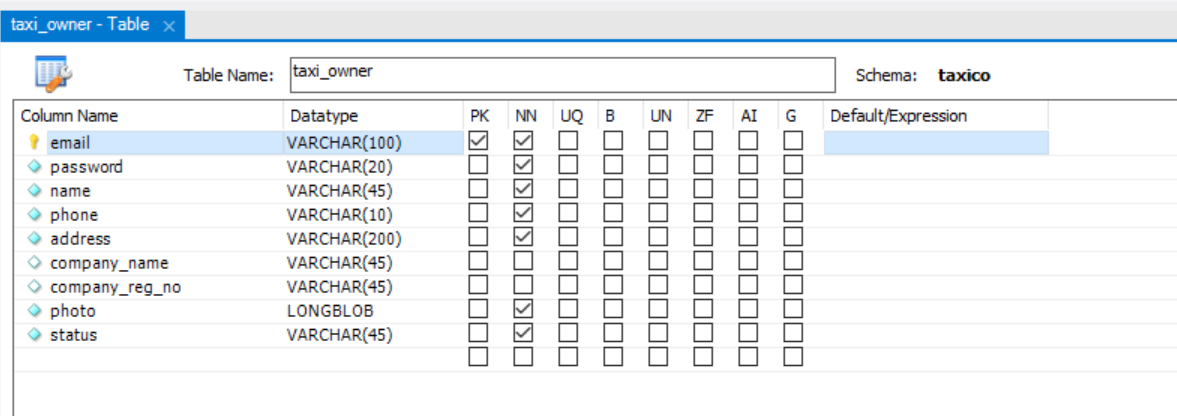 taxi_owner - Table ×
Table Name: taxi_owner Schema: taxico
Column Name Datatype PK NN UQ B UN ZF AI G Default/Expression
email VARCHAR(100)
password VARCHAR(20)
name VARCHAR(45)
phone VARCHAR(10)
address VARCHAR(200)
company_name VARCHAR(45)
company_reg_no VARCHAR(45)
photo LONGBLOB
status VARCHAR(45)